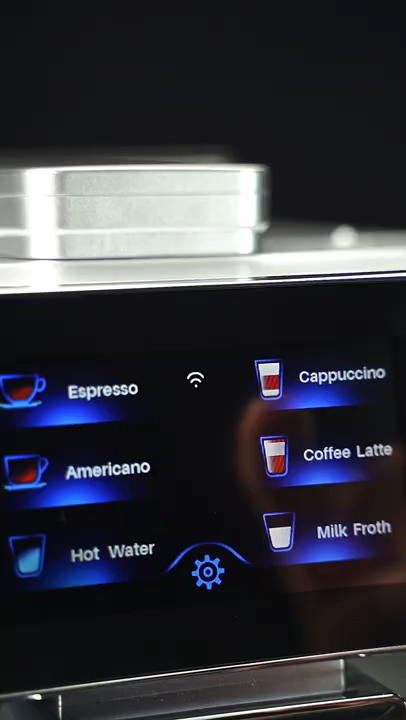 Espresso
Cappuccino
Americano
Coffee Latte
Hot Water
Milk Froth